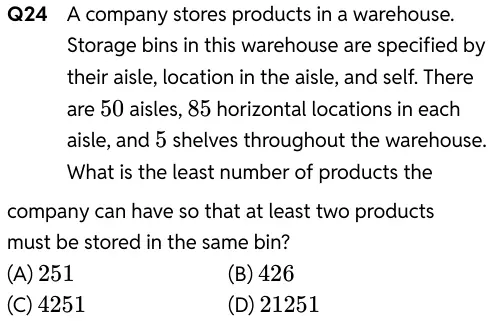 Q24 A company stores products in a warehouse.
Storage bins in this warehouse are specified by
their aisle, location in the aisle, and self. There
are 50 aisles, 85 horizontal locations in each
aisle, and 5 shelves throughout the warehouse.
What is the least number of products the
company can have so that at least two products
must be stored in the same bin?
(A) 251 (B) 426
(C) 4251 (D) 21251